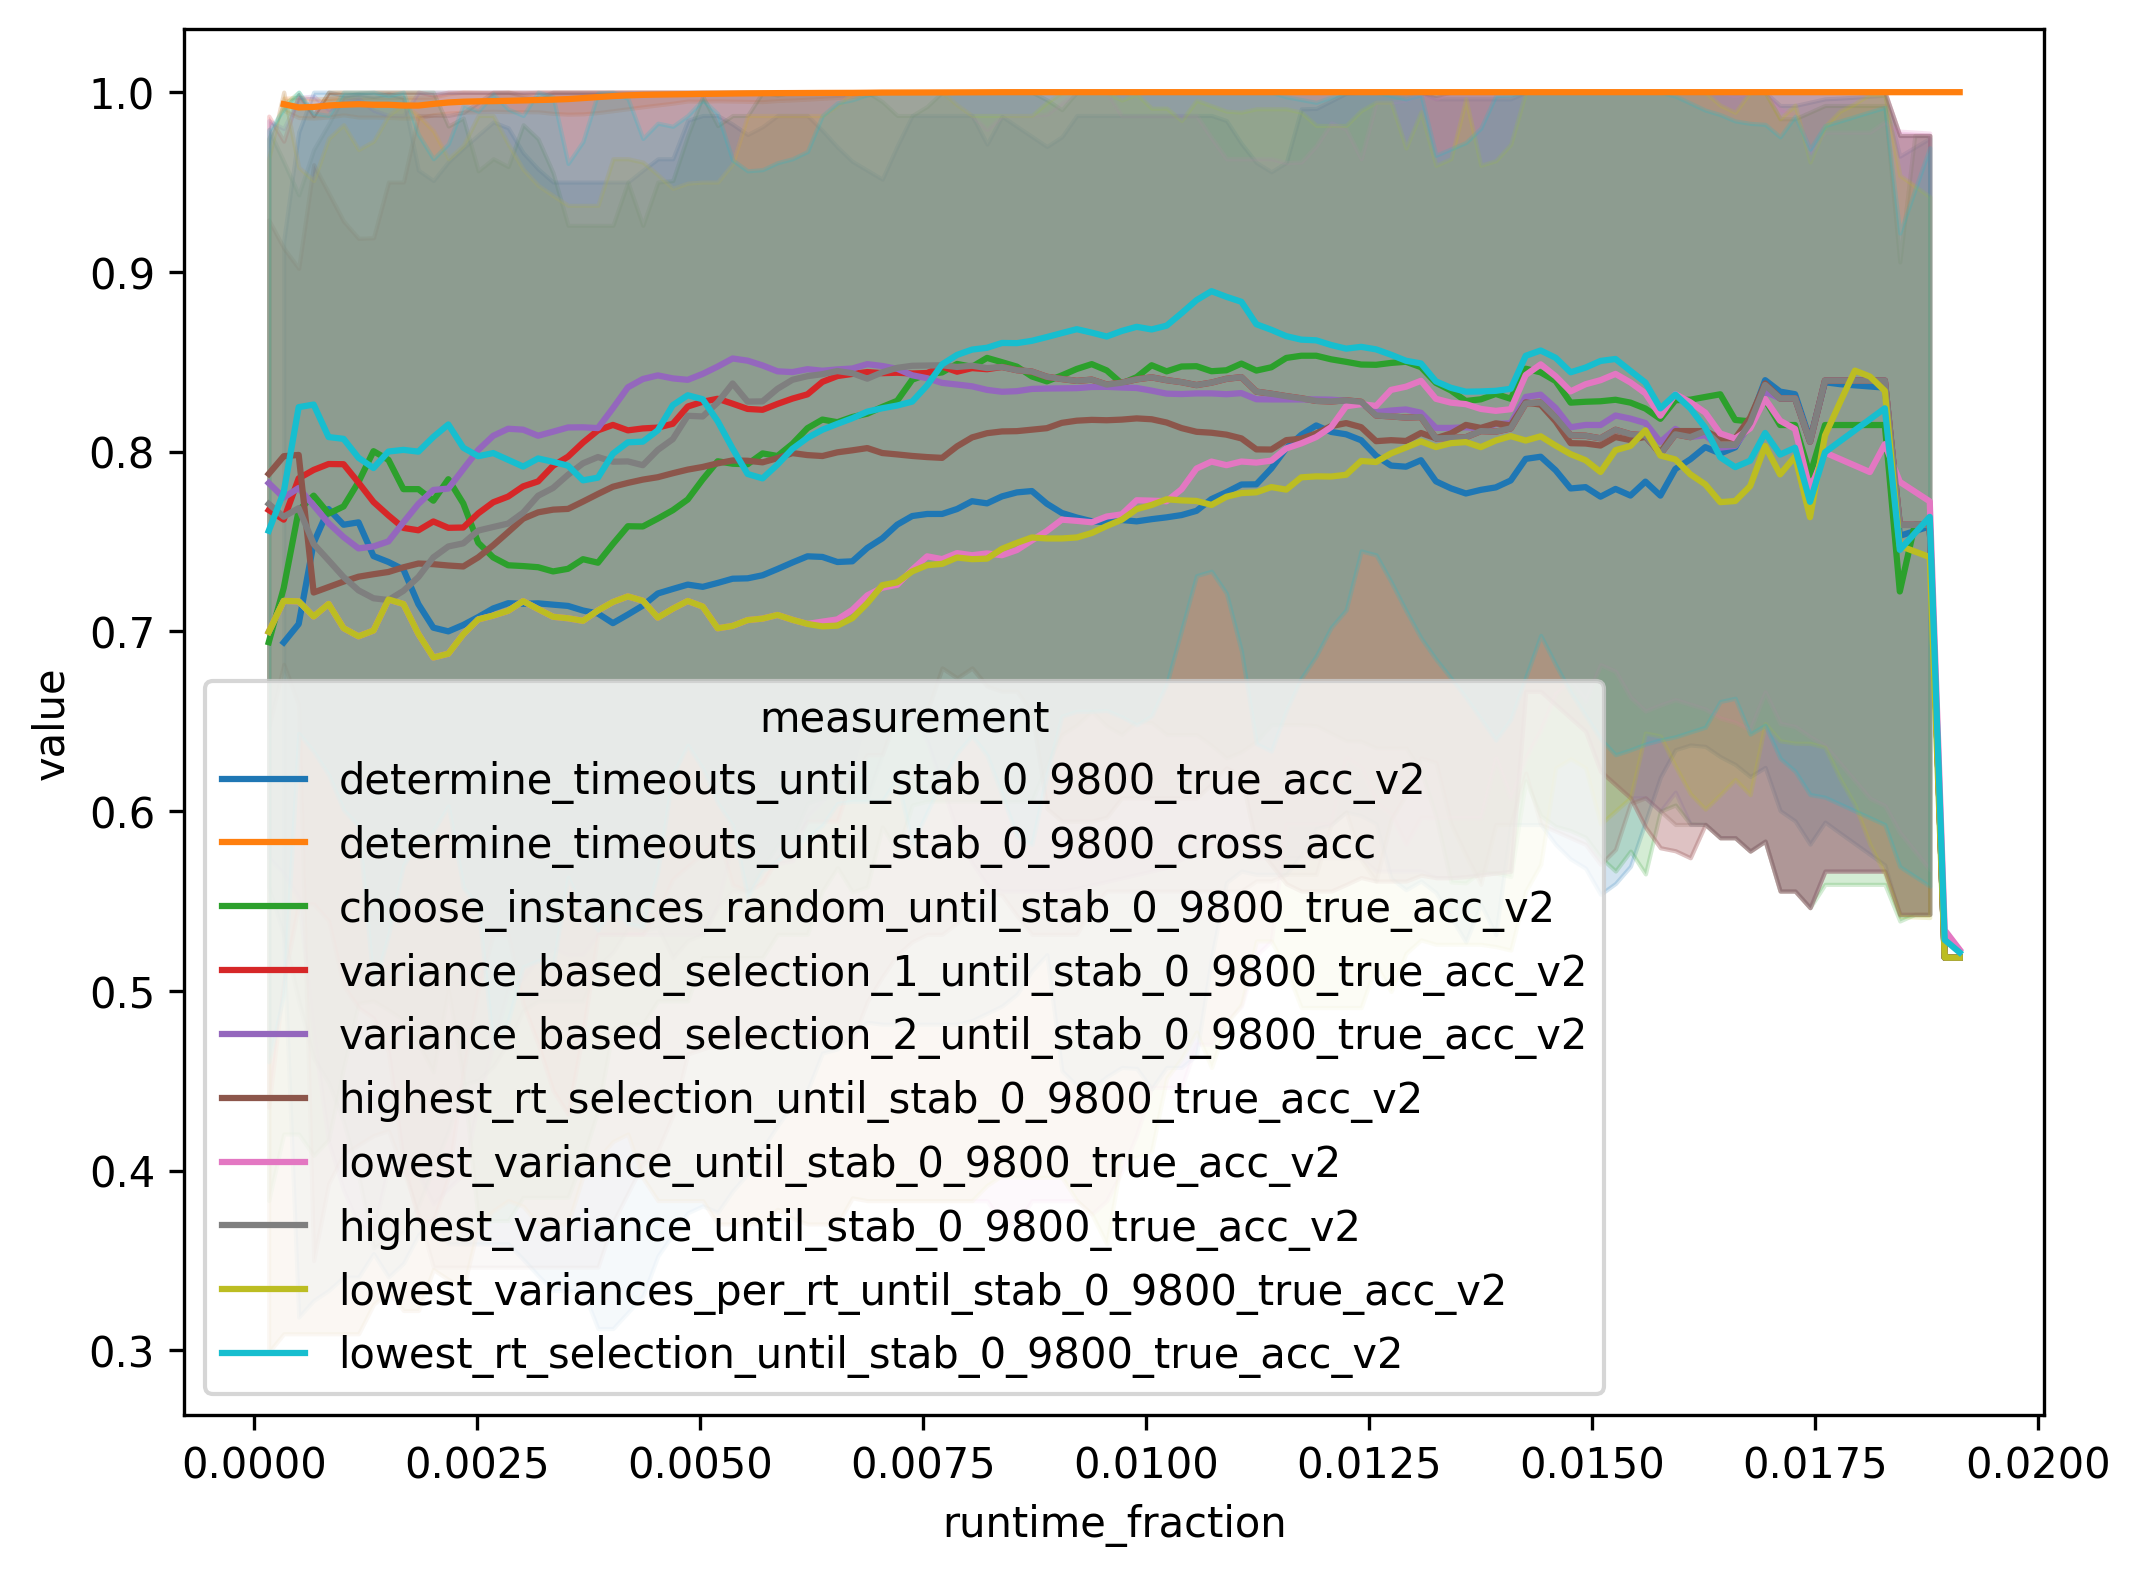 1.0
0.9
0.8
0.7
0.6
0.5
0.4
0.3
value
measurement
determine_timeouts_until_stab_0_9800_true_acc_v2
determine_timeouts_until_stab_0_9800_cross_acc
choose_instances_random_until_stab_0_9800_true_acc_v2
variance_based_selection_1_until_stab_0_9800_true_acc_v2
variance_based_selection_2_until_stab_0_9800_true_acc_v2
highest_rt_selection_until_stab_0_9800_true_acc_v2
lowest_variance_until_stab_0_9800_true_acc_v2
highest_variance_until_stab_0_9800_true_acc_v2
lowest_variances_per_rt_until_stab_0_9800_true_acc_v2
lowest_rt_selection_until_stab_0_9800_true_acc_v2
0.0000 0.0025 0.0050 0.0075 0.0100 0.0125 0.0150 0.0175 0.0200
runtime_fraction